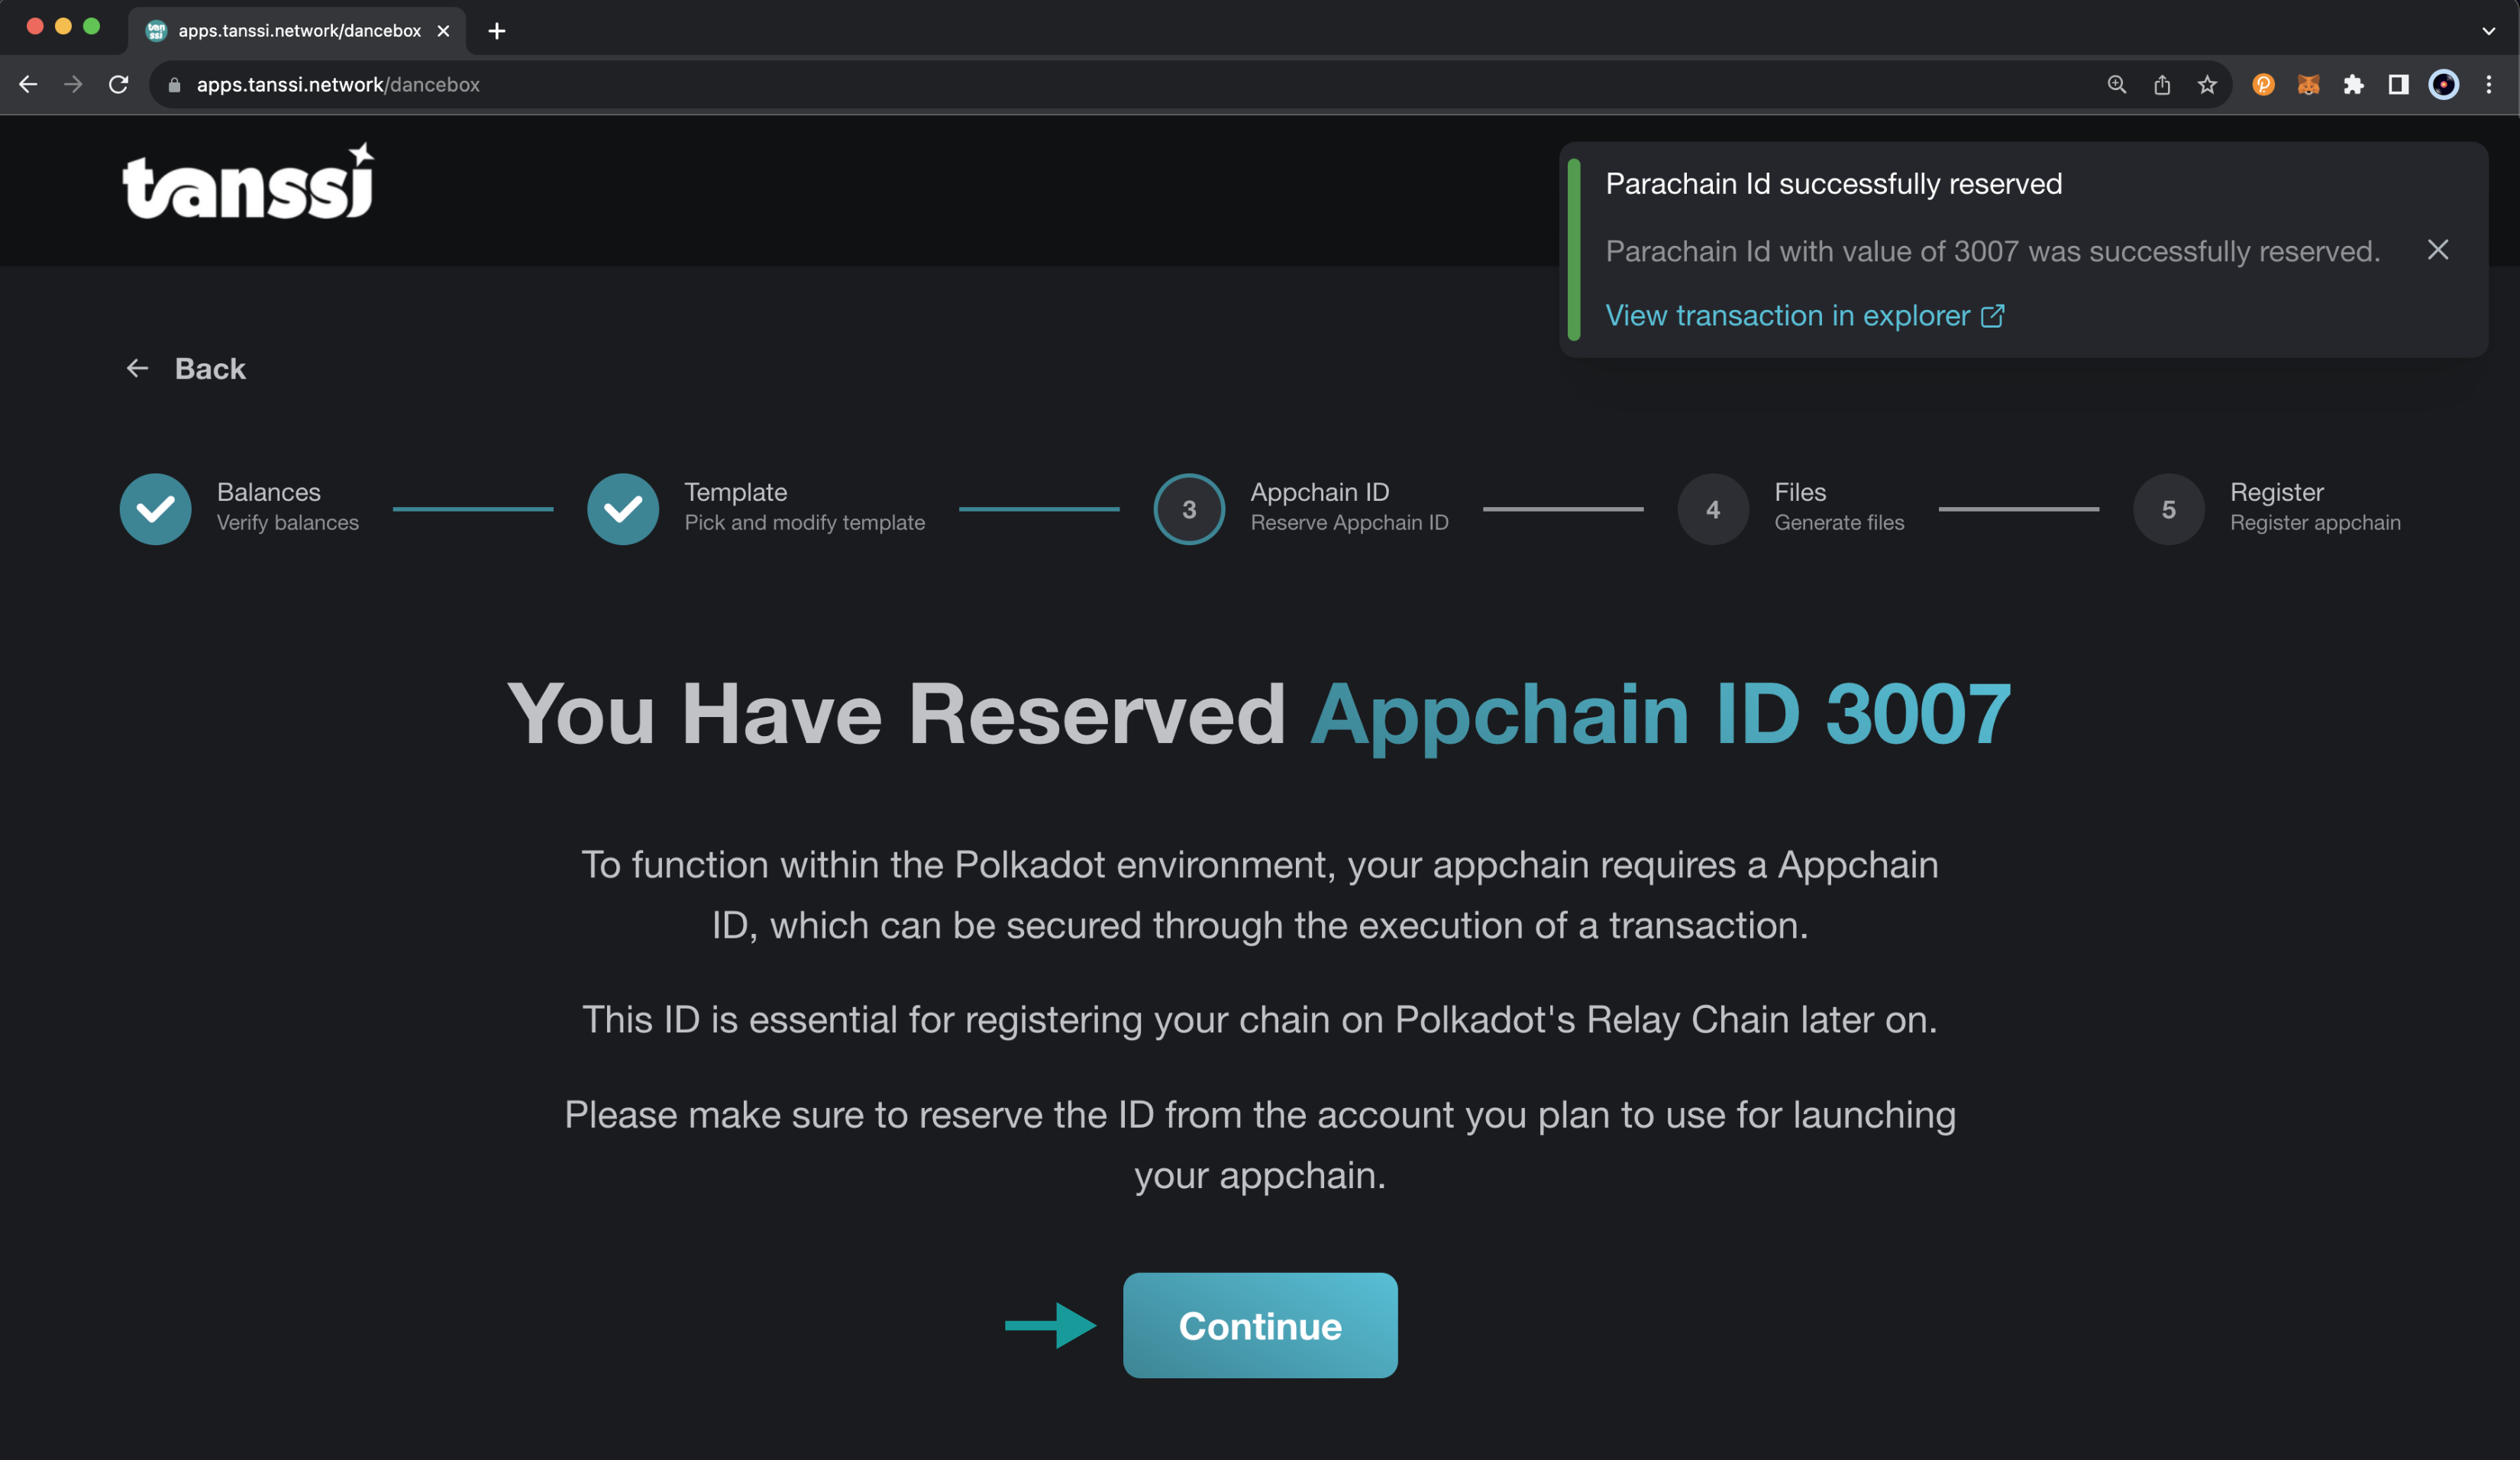 apps.tanssi.network/dancebox
apps.tanssi.network/dancebox
tanssi
Parachain Id successfully reserved
Parachain Id with value of 3007 was successfully reserved.
View transaction in explorer
Back
Balances
Verify balances
Template
Pick and modify template
3
Appchain ID
Reserve Appchain ID
4
Files
Generate files
5
Register
Register appchain
You Have Reserved Appchain ID 3007
To function within the Polkadot environment, your appchain requires a Appchain
ID, which can be secured through the execution of a transaction.
This ID is essential for registering your chain on Polkadot's Relay Chain later on.
Please make sure to reserve the ID from the account you plan to use for launching
your appchain.
Continue